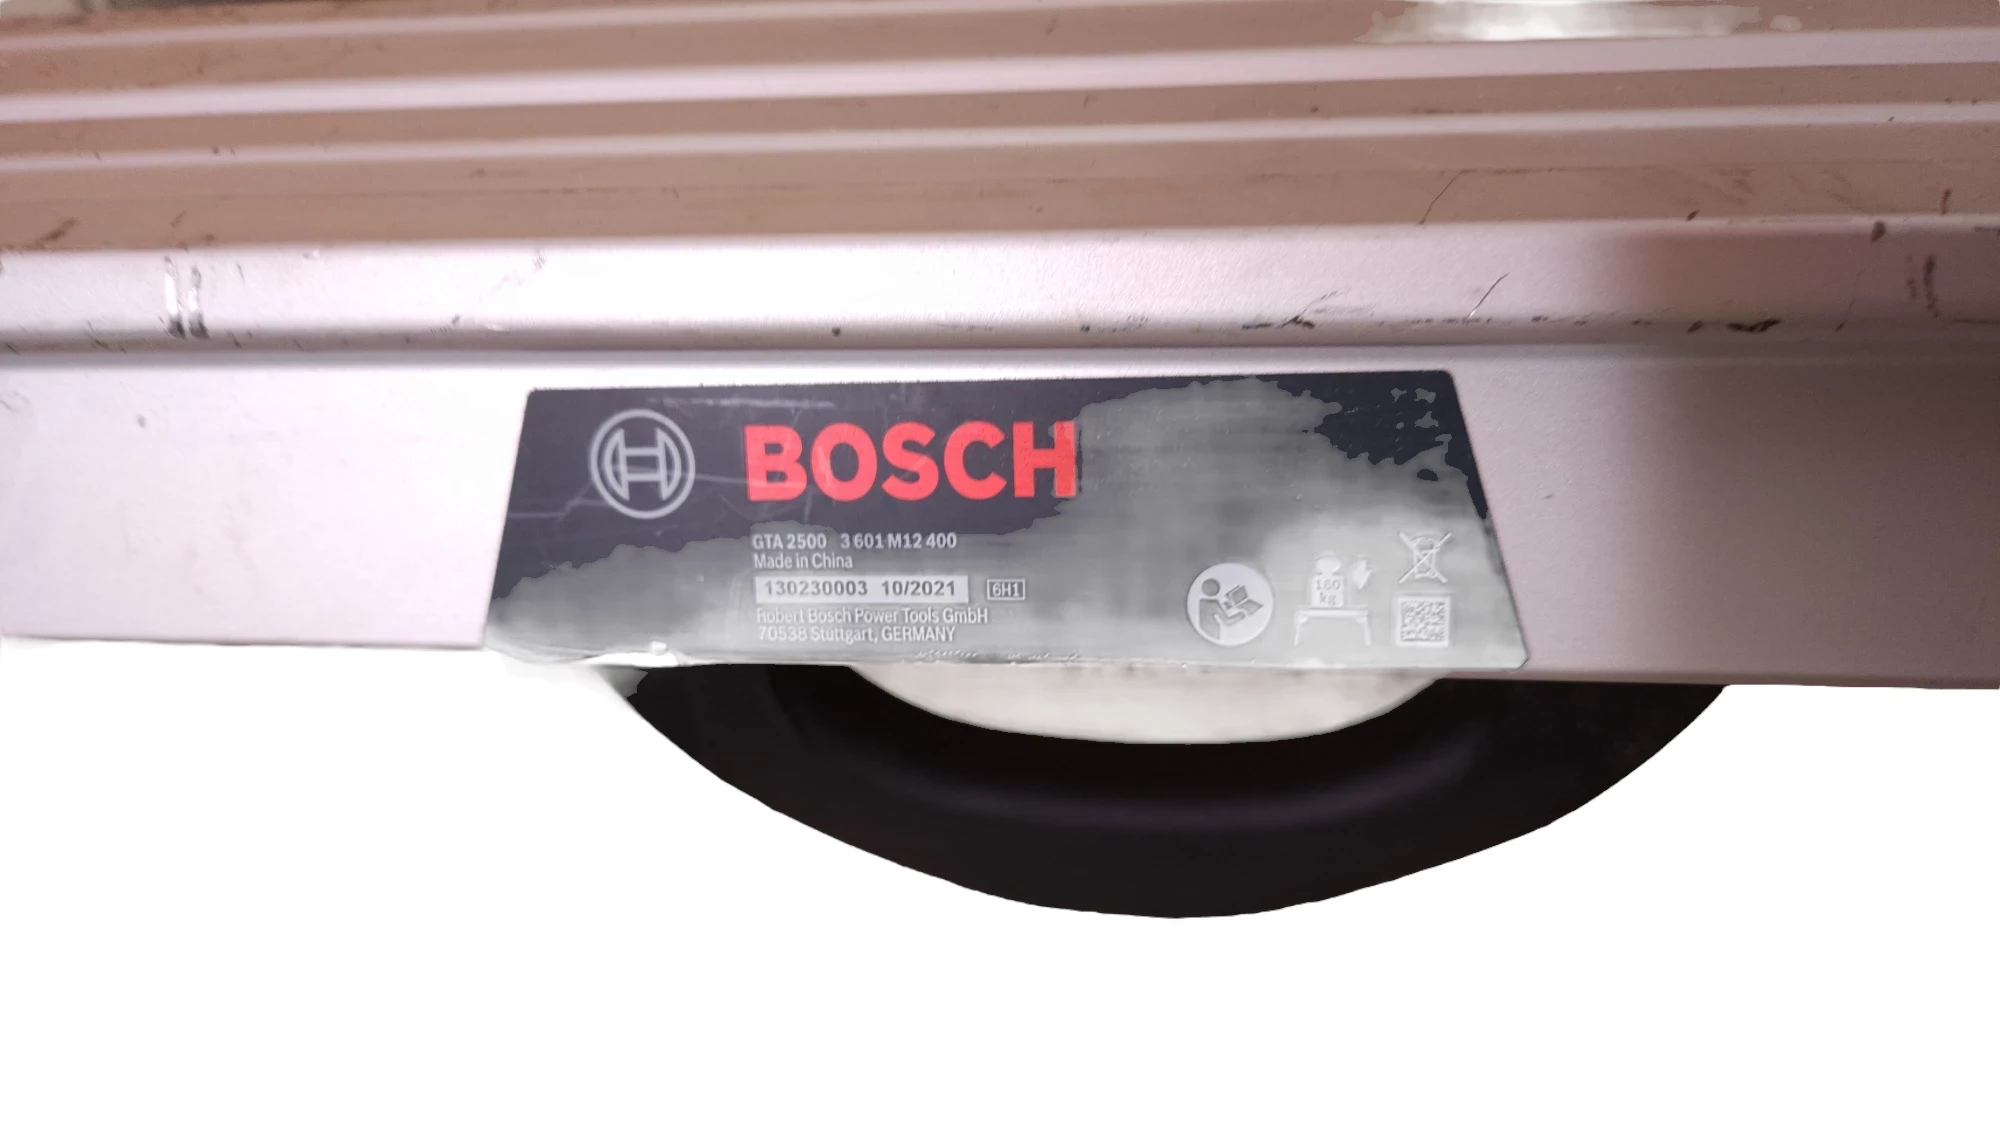 BOSCH
GTA 2500 3 601 M12 400
Made in China
130230003 10/2021 6H1
Robert Bosch Power Tools GmbH
70538 Stuttgart, GERMANY
180
kg